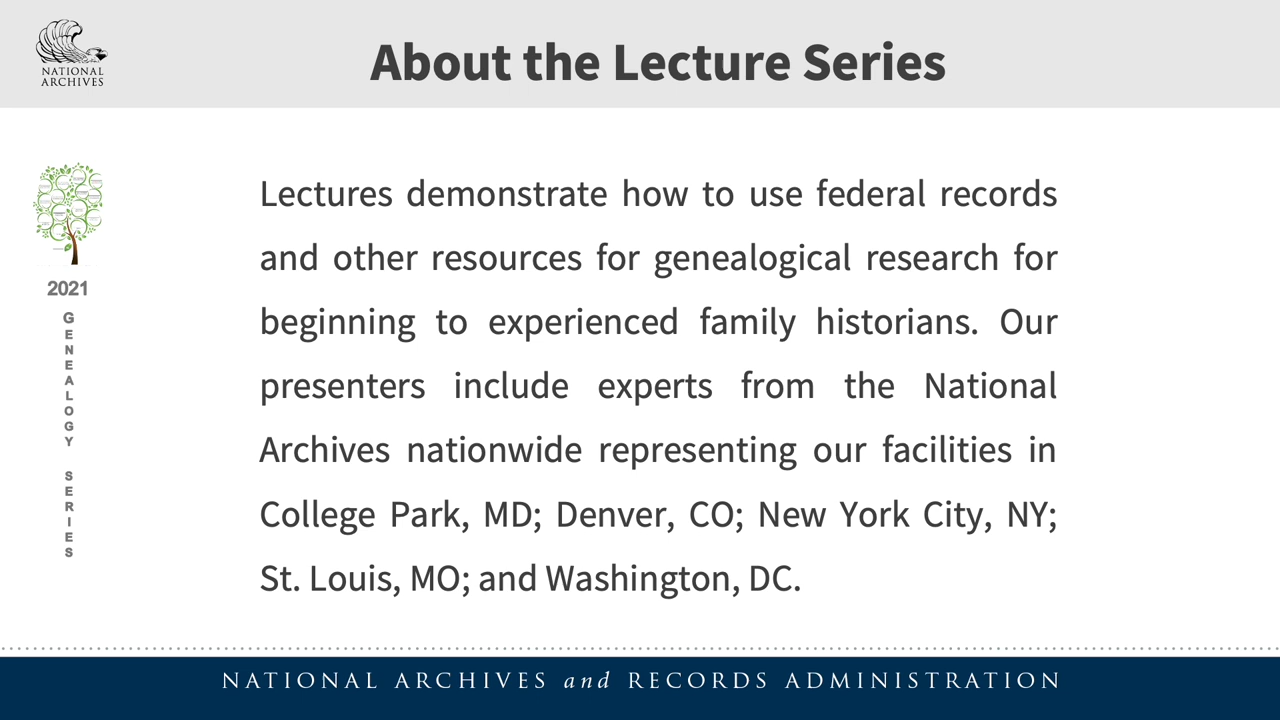 NATIONAL
ARCHIVES
About the Lecture Series
2021
GENEALOGY
SERIES
Lectures demonstrate how to use federal records
and other resources for genealogical research for
beginning to experienced family historians. Our
presenters include experts from the National
Archives nationwide representing our facilities in
College Park, MD; Denver, CO; New York City, NY;
St. Louis, MO; and Washington, DC.
NATIONAL ARCHIVES and RECORDS ADMINISTRATION